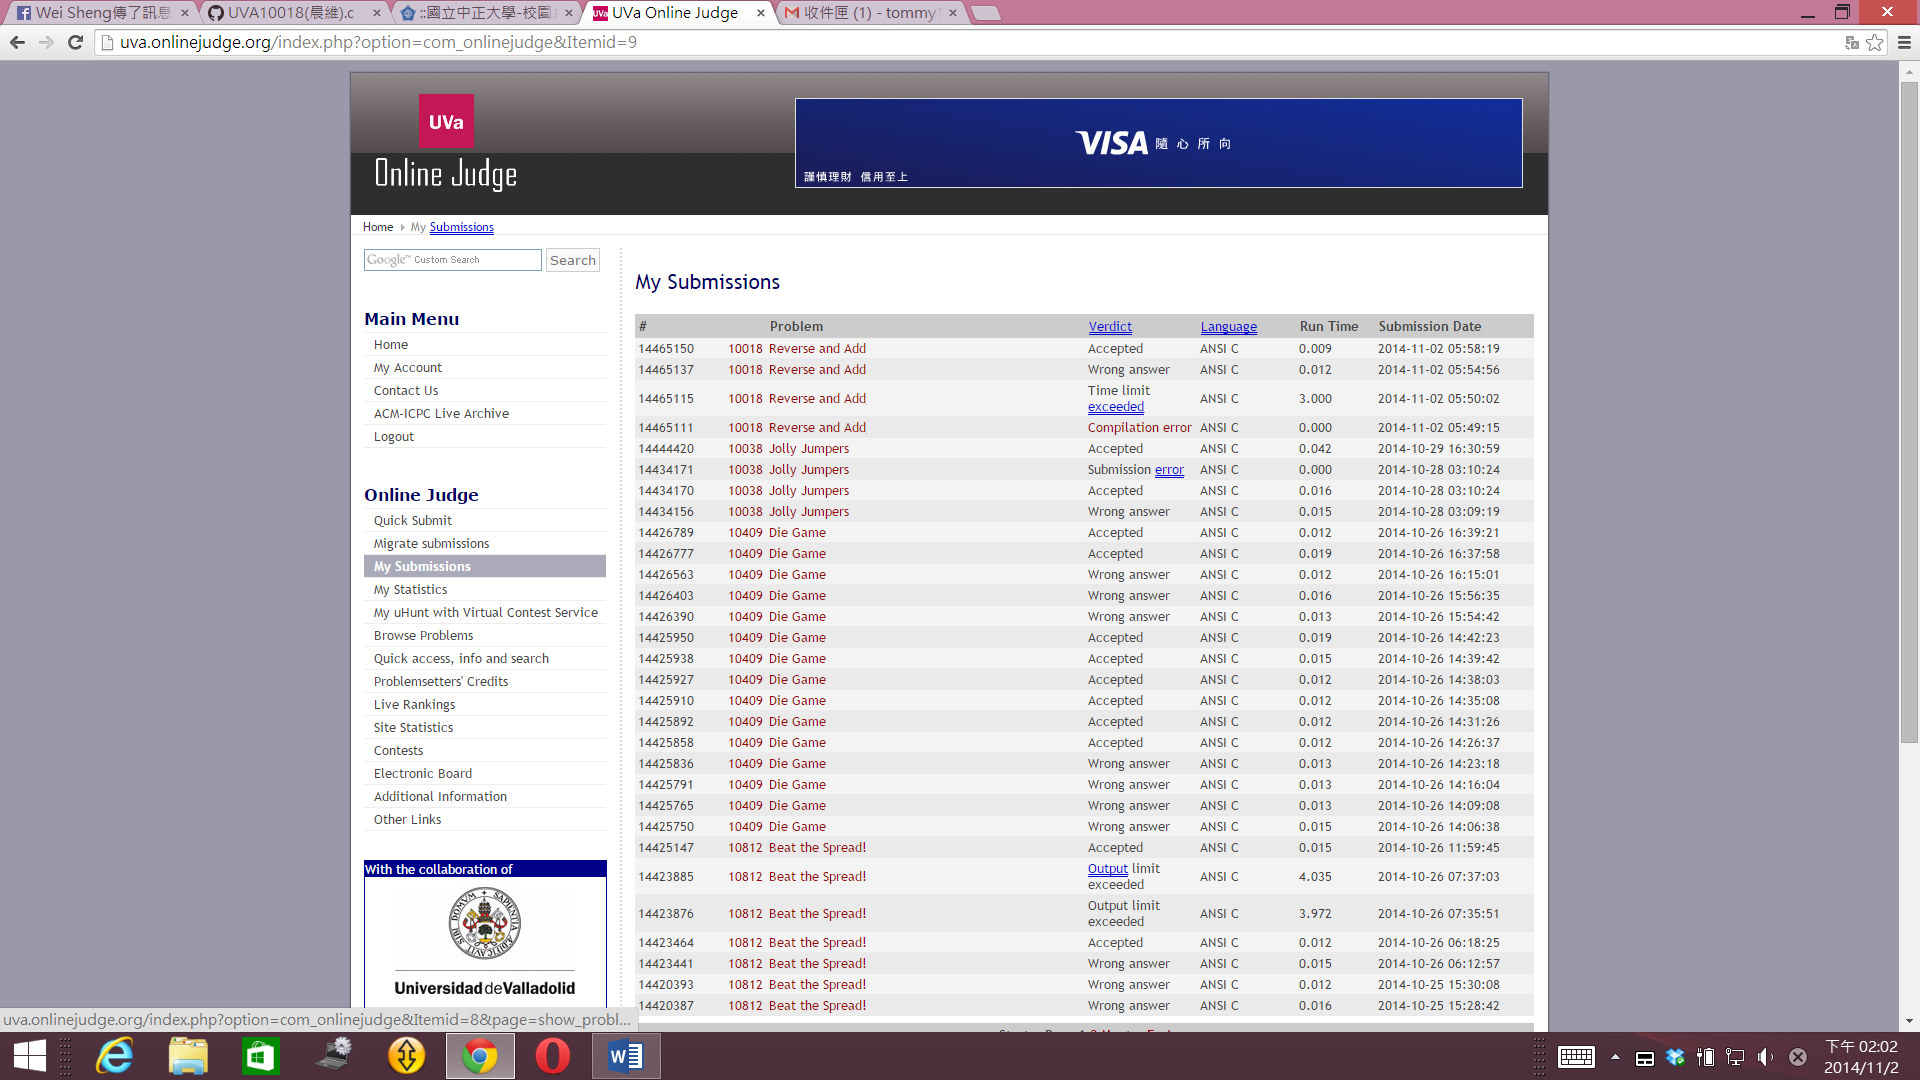 Wei Sheng傳了訊息
UVA10018(晨維).c
::國立中正大學-校園
UVa Online Judge
收件匣 (1) - tommy
uva.onlinejudge.org/index.php?option=com_onlinejudge&Itemid=9
UVa
Online Judge
VISA 隨心所向
謹慎理財 信用至上
Home My Submissions
Google™ Custom Search Search
Main Menu
Home
My Account
Contact Us
ACM-ICPC Live Archive
Logout
Online Judge
Quick Submit
Migrate submissions
My Submissions
My Statistics
My uHunt with Virtual Contest Service
Browse Problems
Quick access, info and search
Problemsetters' Credits
Live Rankings
Site Statistics
Contests
Electronic Board
Additional Information
Other Links
With the collaboration of
Universidad de Valladolid
My Submissions
# Problem Verdict Language Run Time Submission Date
14465150 10018 Reverse and Add Accepted ANSI C 0.009 2014-11-02 05:58:19
14465137 10018 Reverse and Add Wrong answer ANSI C 0.012 2014-11-02 05:54:56
14465115 10018 Reverse and Add Time limit exceeded ANSI C 3.000 2014-11-02 05:50:02
14465111 10018 Reverse and Add Compilation error ANSI C 0.000 2014-11-02 05:49:15
14444420 10038 Jolly Jumpers Accepted ANSI C 0.042 2014-10-29 16:30:59
14434171 10038 Jolly Jumpers Submission error ANSI C 0.000 2014-10-28 03:10:24
14434170 10038 Jolly Jumpers Accepted ANSI C 0.016 2014-10-28 03:10:24
14434156 10038 Jolly Jumpers Wrong answer ANSI C 0.015 2014-10-28 03:09:19
14426789 10409 Die Game Accepted ANSI C 0.012 2014-10-26 16:39:21
14426777 10409 Die Game Accepted ANSI C 0.019 2014-10-26 16:37:58
14426563 10409 Die Game Wrong answer ANSI C 0.012 2014-10-26 16:15:01
14426403 10409 Die Game Wrong answer ANSI C 0.016 2014-10-26 15:56:35
14426390 10409 Die Game Wrong answer ANSI C 0.013 2014-10-26 15:54:42
14425950 10409 Die Game Accepted ANSI C 0.019 2014-10-26 14:42:23
14425938 10409 Die Game Accepted ANSI C 0.015 2014-10-26 14:39:42
14425927 10409 Die Game Accepted ANSI C 0.012 2014-10-26 14:38:03
14425910 10409 Die Game Accepted ANSI C 0.012 2014-10-26 14:35:08
14425892 10409 Die Game Accepted ANSI C 0.012 2014-10-26 14:31:26
14425858 10409 Die Game Accepted ANSI C 0.012 2014-10-26 14:26:37
14425836 10409 Die Game Wrong answer ANSI C 0.013 2014-10-26 14:23:18
14425791 10409 Die Game Wrong answer ANSI C 0.013 2014-10-26 14:16:04
14425765 10409 Die Game Wrong answer ANSI C 0.013 2014-10-26 14:09:08
14425750 10409 Die Game Wrong answer ANSI C 0.015 2014-10-26 14:06:38
14425147 10812 Beat the Spread! Accepted ANSI C 0.015 2014-10-26 11:59:45
14423885 10812 Beat the Spread! Output limit exceeded ANSI C 4.035 2014-10-26 07:37:03
14423876 10812 Beat the Spread! Output limit exceeded ANSI C 3.972 2014-10-26 07:35:51
14423464 10812 Beat the Spread! Accepted ANSI C 0.012 2014-10-26 06:18:25
14423441 10812 Beat the Spread! Wrong answer ANSI C 0.015 2014-10-26 06:12:57
14420393 10812 Beat the Spread! Wrong answer ANSI C 0.012 2014-10-25 15:30:08
14420387 10812 Beat the Spread! Wrong answer ANSI C 0.016 2014-10-25 15:28:42
uva.onlinejudge.org/index.php?option=com_onlinejudge&Itemid=8&page=show_probl...
下午 02:02
2014/11/2